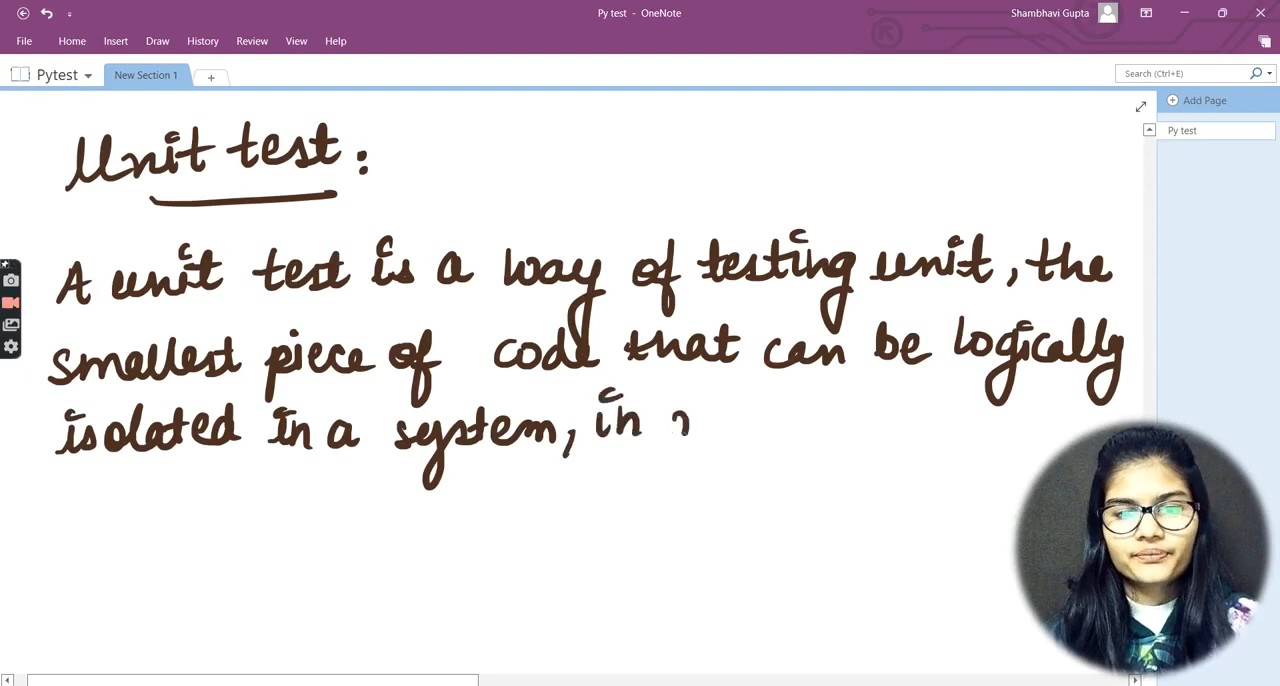 Py test - OneNote
Shambhavi Gupta
File Home Insert Draw History Review View Help
Pytest
New Section 1
+
Search (Ctrl+E)
Add Page
Py test
Unit test:
A unit test is a way of testing unit, the
smallest piece of code that can be logically
isolated in a system, in